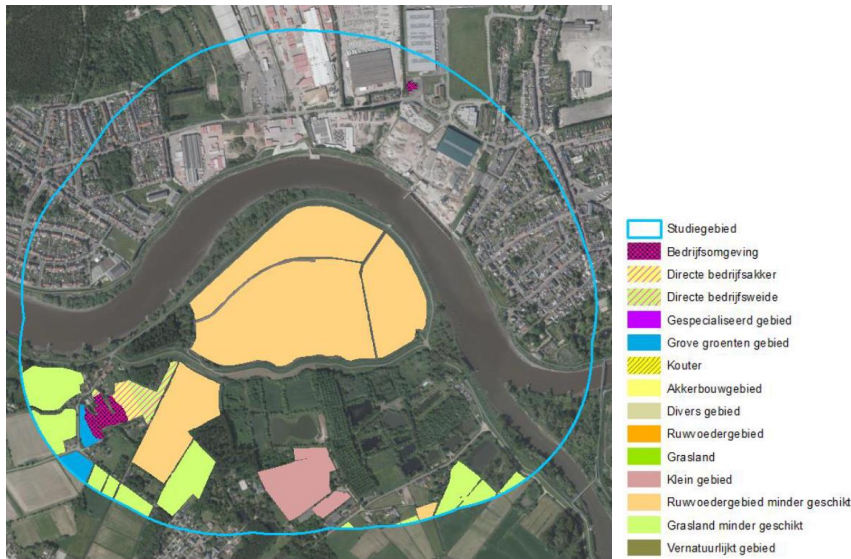 Studiegebied
Bedrijfsomgeving
Directe bedrijfsakker
Directe bedrijfsweide
Gespecialiseerd gebied
Grove groenten gebied
Kouter
Akkerbouwgebied
Divers gebied
Ruwvoedergebied
Grasland
Klein gebied
Ruwvoedergebied minder geschikt
Grasland minder geschikt
Vernatuurlijkt gebied